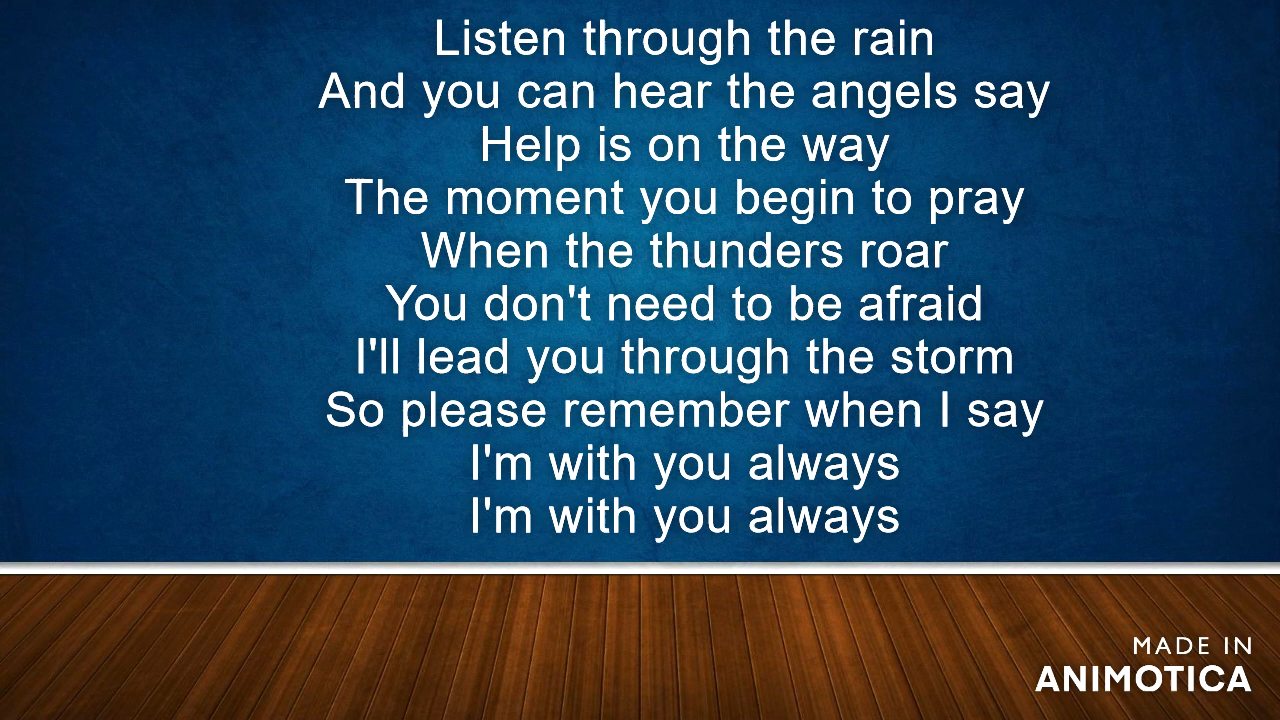 Listen through the rain
And you can hear the angels say
Help is on the way
The moment you begin to pray
When the thunders roar
You don't need to be afraid
I'll lead you through the storm
So please remember when I say
I'm with you always
I'm with you always
MADE IN
ANIMOTICA